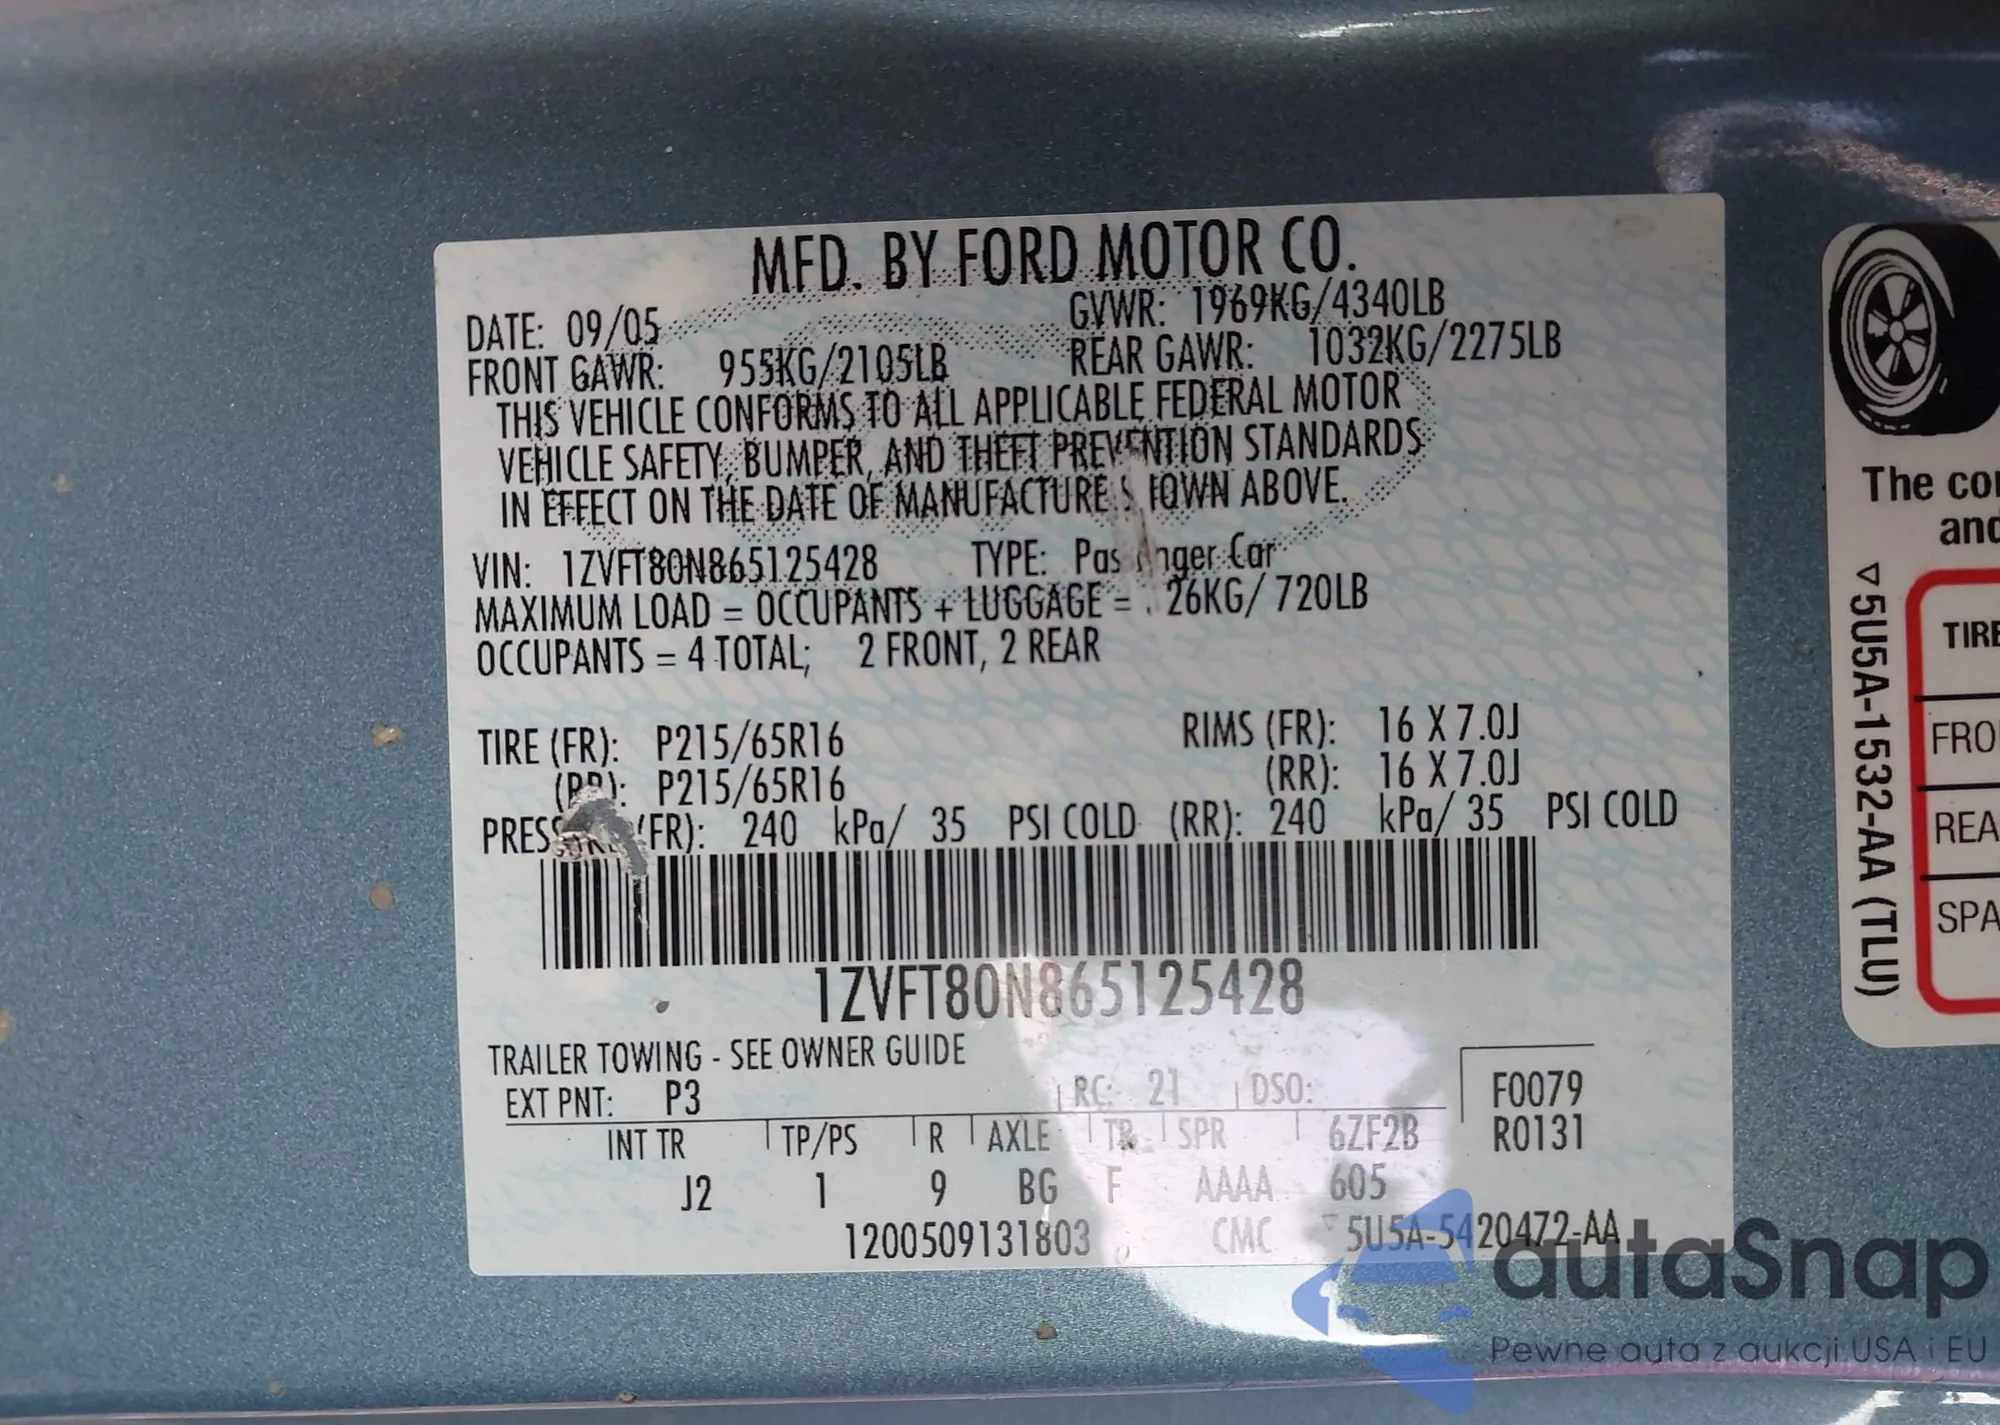 MFD. BY FORD MOTOR CO.
DATE: 09/05 GVWR: 1969KG/4340LB
FRONT GAWR: 955KG/2105LB REAR GAWR: 1032KG/2275LB
THIS VEHICLE CONFORMS TO ALL APPLICABLE FEDERAL MOTOR
VEHICLE SAFETY, BUMPER, AND THEFT PREVENTION STANDARDS
IN EFFECT ON THE DATE OF MANUFACTURE SHOWN ABOVE.
VIN: 1ZVFT80N865125428 TYPE: Passenger Car
MAXIMUM LOAD = OCCUPANTS + LUGGAGE = 26KG/ 720LB
OCCUPANTS = 4 TOTAL; 2 FRONT, 2 REAR
TIRE (FR): P215/65R16 RIMS (FR): 16 X 7.0J
(RR): P215/65R16 (RR): 16 X 7.0J
PRESSURE (FR): 240 kPa/ 35 PSI COLD (RR): 240 kPa/ 35 PSI COLD
1ZVFT80N865125428
TRAILER TOWING - SEE OWNER GUIDE
EXT PNT: P3 RC: 21 DSO: F0079
INT TR TP/PS R AXLE TR SPR 6ZF2B R0131
J2 1 9 BG F AAAA 605
1200509131803 CMC ▽5U5A-5420472-AA
The
and
▽5U5A-1532-AA (TLU)
TIRE
FRO
REA
SPA
autaSnap
Pewne auta z aukcji USA i EU